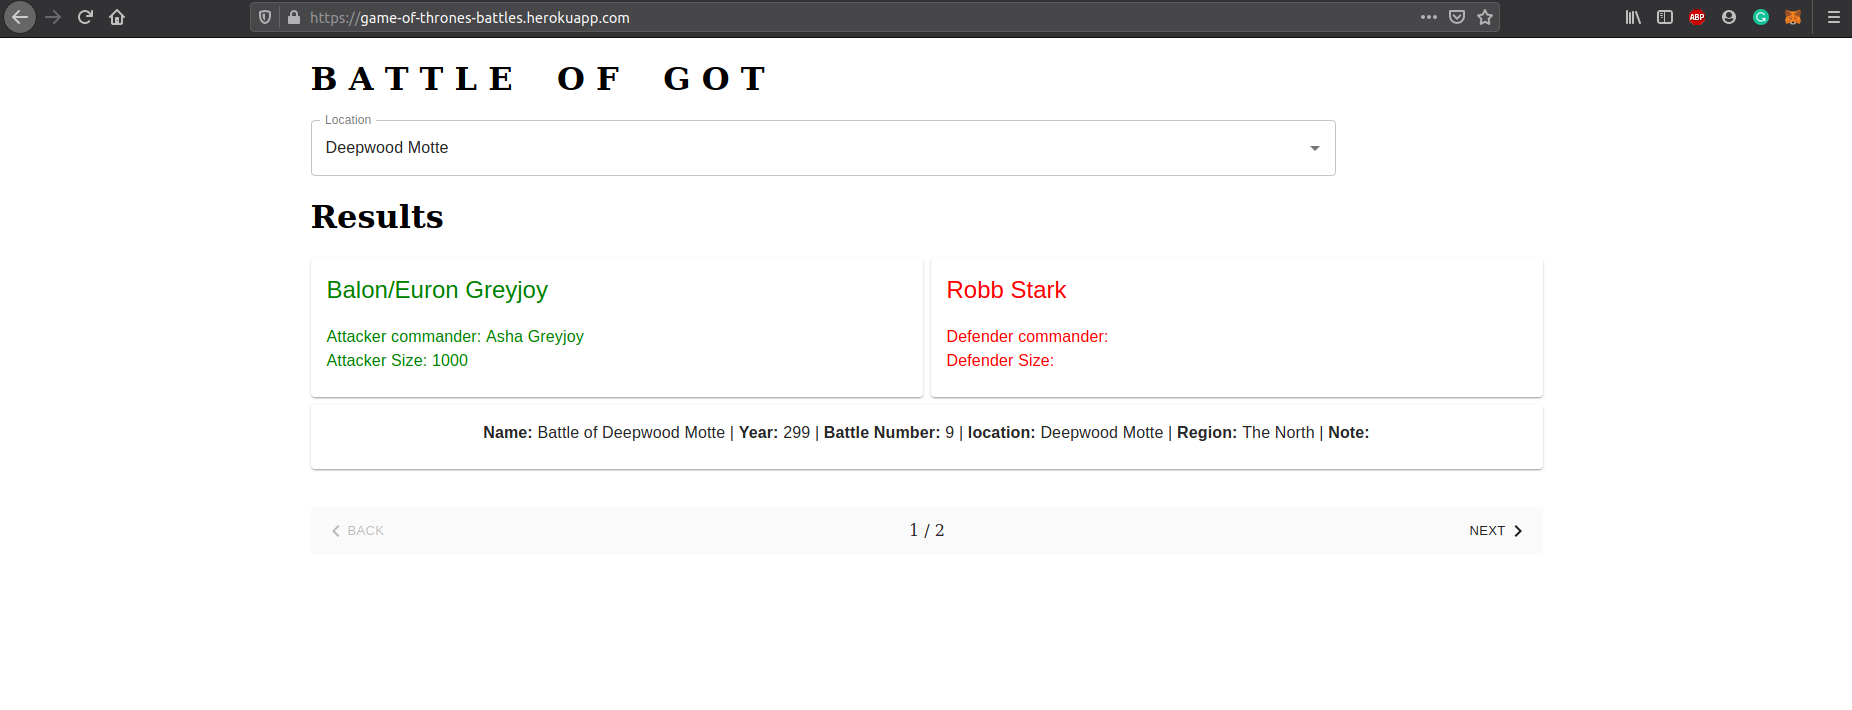 https://game-of-thrones-battles.herokuapp.com
ABP
BATTLE OF GOT
Location
Deepwood Motte
Results
Balon/Euron Greyjoy
Attacker commander: Asha Greyjoy
Attacker Size: 1000
Robb Stark
Defender commander:
Defender Size:
Name: Battle of Deepwood Motte | Year: 299 | Battle Number: 9 | location: Deepwood Motte | Region: The North | Note:
BACK
1 / 2
NEXT